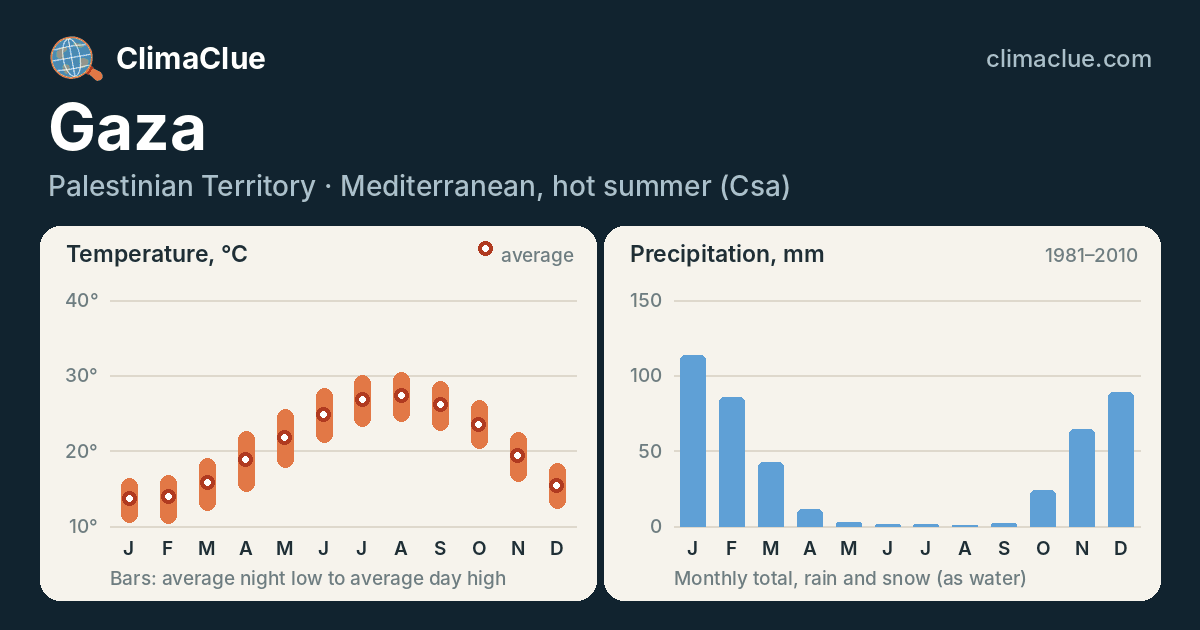 ClimaClue
climaclue.com
Gaza
Palestinian Territory · Mediterranean, hot summer (Csa)
Temperature, °C
average
40°
30°
20°
10°
J F M A M J J A S O N D
Bars: average night low to average day high
Precipitation, mm
1981–2010
150
100
50
0
J F M A M J J A S O N D
Monthly total, rain and snow (as water)